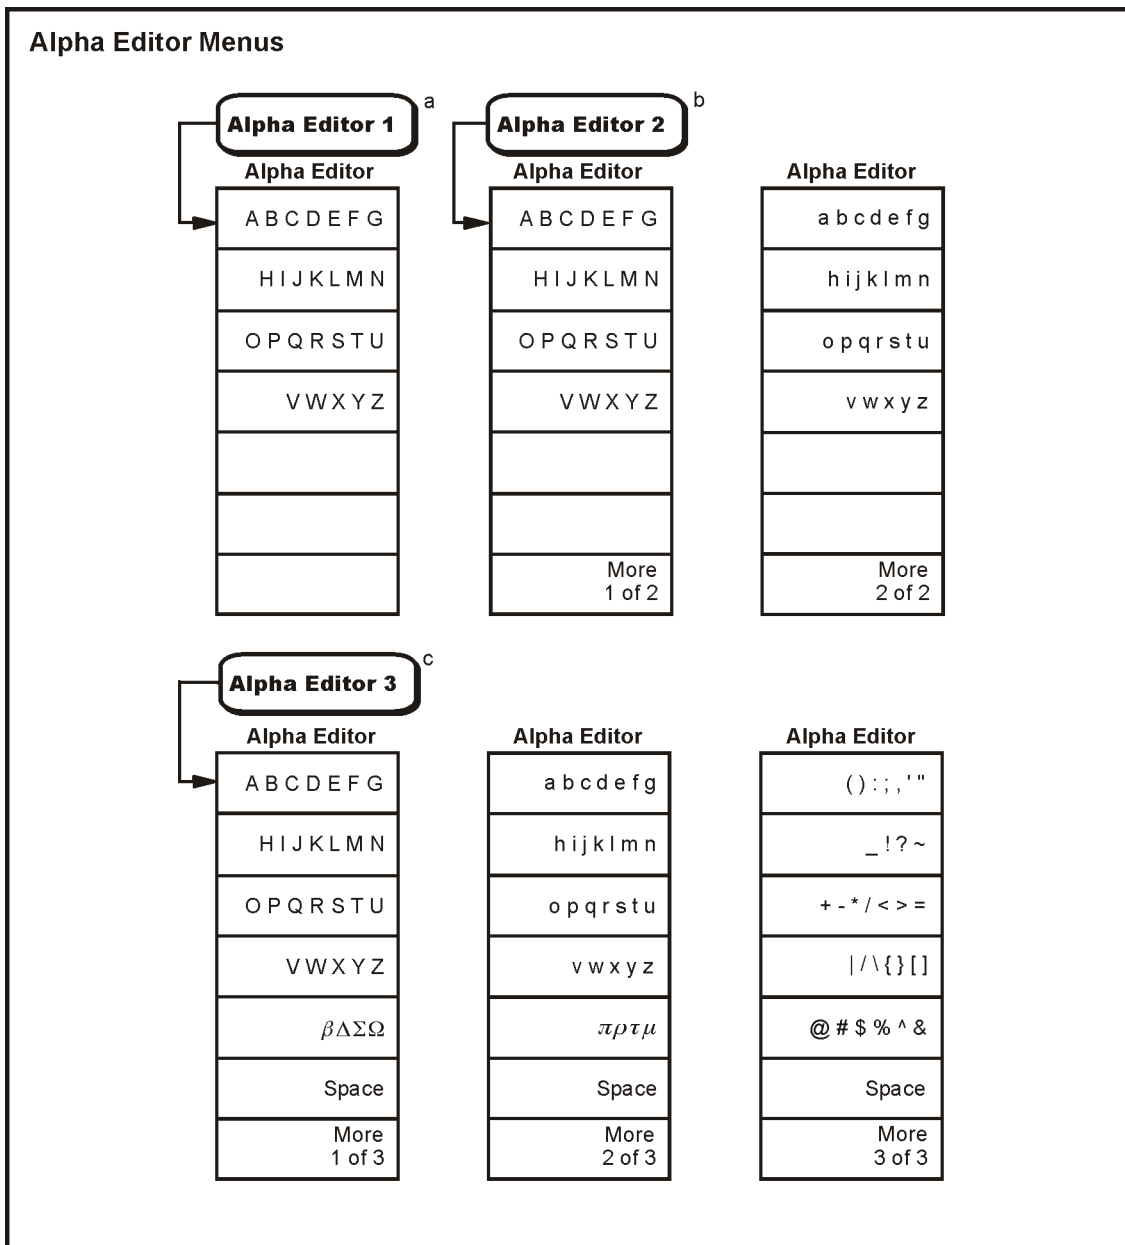 Alpha Editor Menus
Alpha Editor 1 a
Alpha Editor
A B C D E F G
H I J K L M N
O P Q R S T U
V W X Y Z
Alpha Editor 2 b
Alpha Editor
A B C D E F G
H I J K L M N
O P Q R S T U
V W X Y Z
More
1 of 2
Alpha Editor
a b c d e f g
h i j k l m n
o p q r s t u
v w x y z
More
2 of 2
Alpha Editor 3 c
Alpha Editor
A B C D E F G
H I J K L M N
O P Q R S T U
V W X Y Z
βΔΣΩ
Space
More
1 of 3
Alpha Editor
a b c d e f g
h i j k l m n
o p q r s t u
v w x y z
πρτμ
Space
More
2 of 3
Alpha Editor
( ) : ; , ' "
_ ! ? ~
+ - * / < > =
| / \ { } [ ]
@ # $ % ^ &
Space
More
3 of 3